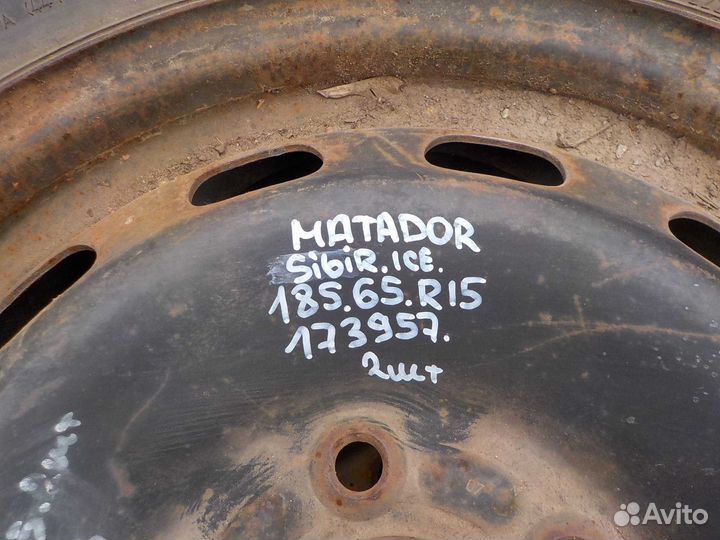 MATADOR
SibiR.ICE.
185.65.R15
173957.
2шт
Avito